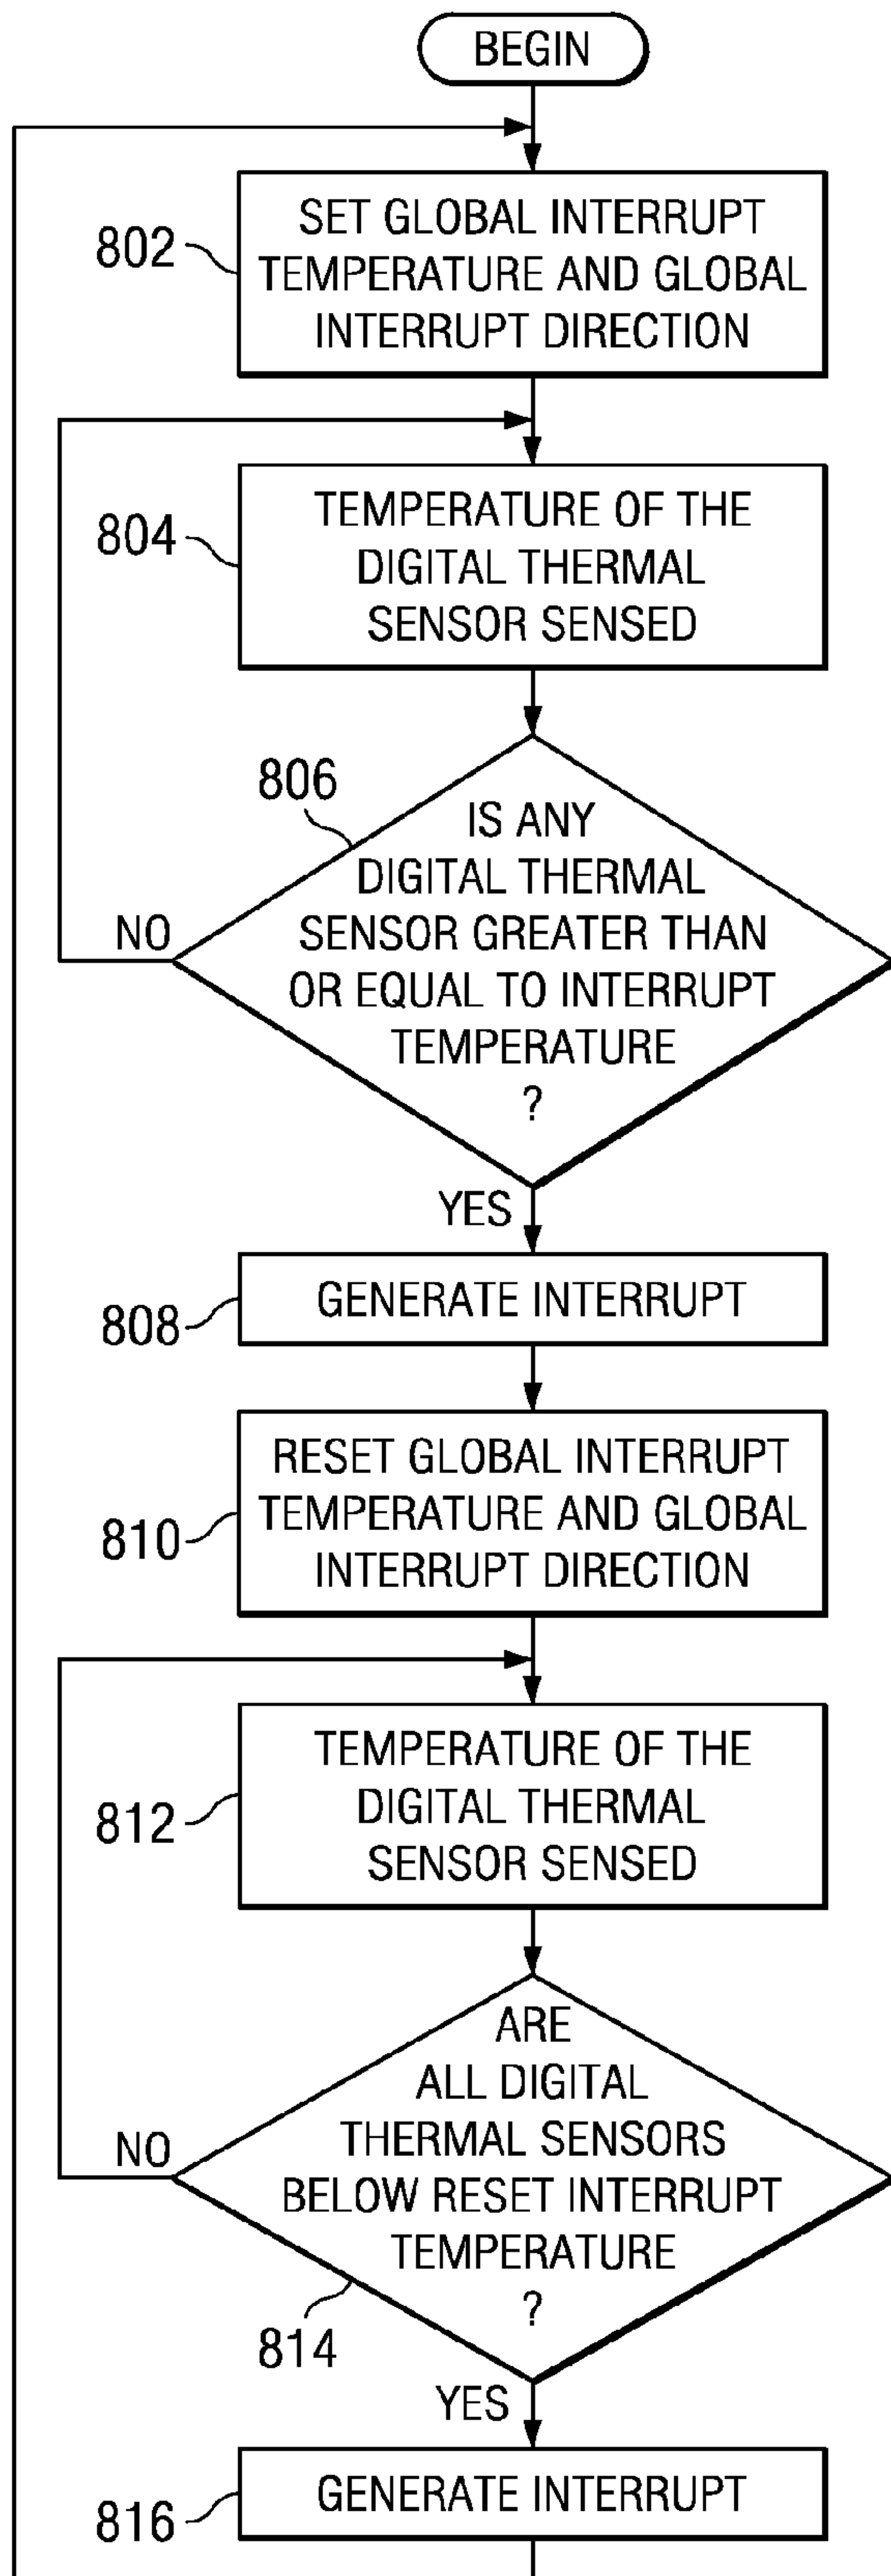 BEGIN
802
SET GLOBAL INTERRUPT
TEMPERATURE AND GLOBAL
INTERRUPT DIRECTION
804
TEMPERATURE OF THE
DIGITAL THERMAL
SENSOR SENSED
806
IS ANY
DIGITAL THERMAL
SENSOR GREATER THAN
OR EQUAL TO INTERRUPT
TEMPERATURE
?
NO
YES
808
GENERATE INTERRUPT
810
RESET GLOBAL INTERRUPT
TEMPERATURE AND GLOBAL
INTERRUPT DIRECTION
812
TEMPERATURE OF THE
DIGITAL THERMAL
SENSOR SENSED
ARE
ALL DIGITAL
THERMAL SENSORS
BELOW RESET INTERRUPT
TEMPERATURE
?
NO
814
YES
816
GENERATE INTERRUPT